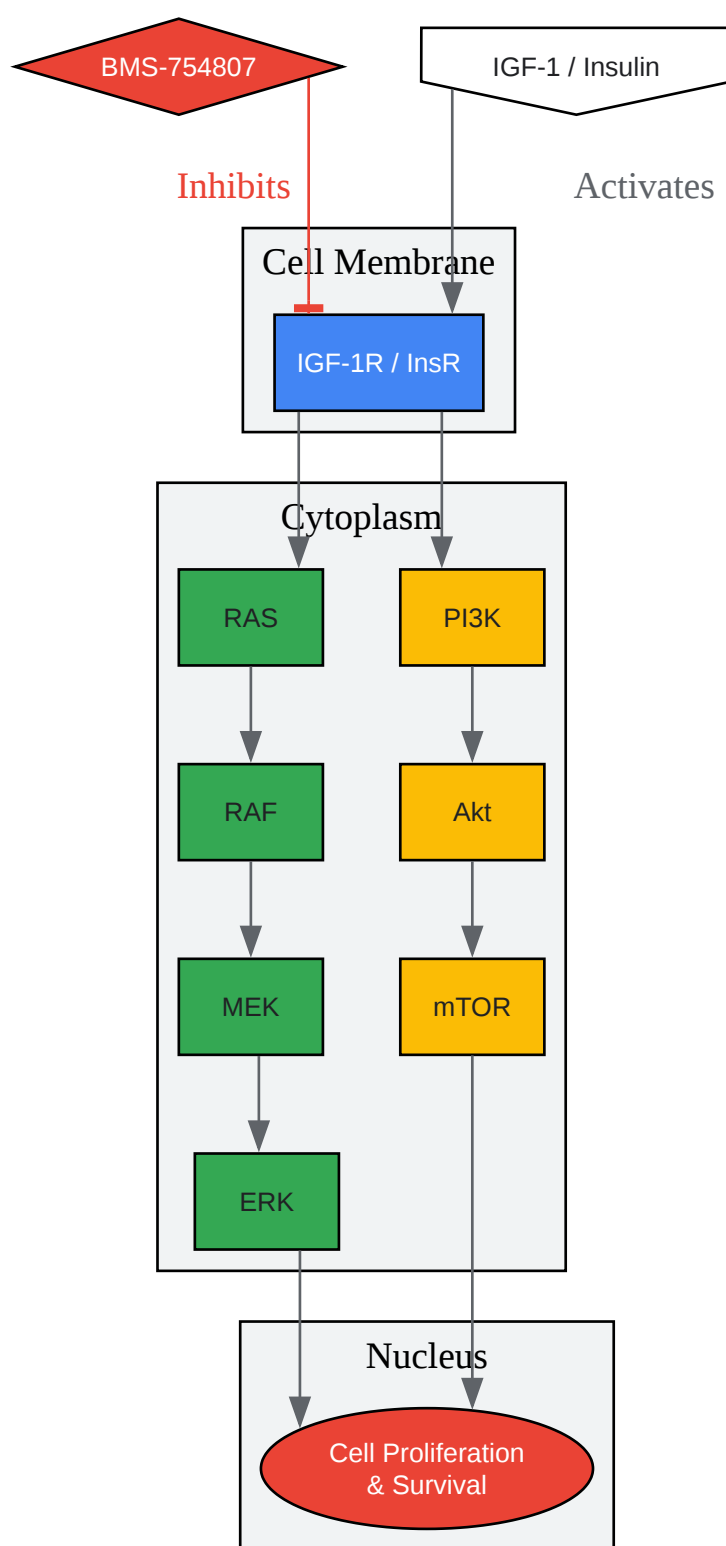 BMS-754807
IGF-1 / Insulin
Inhibits
Activates
Cell Membrane
IGF-1R / InsR
Cytoplasm
RAS
PI3K
RAF
Akt
MEK
mTOR
ERK
Nucleus
Cell Proliferation
& Survival